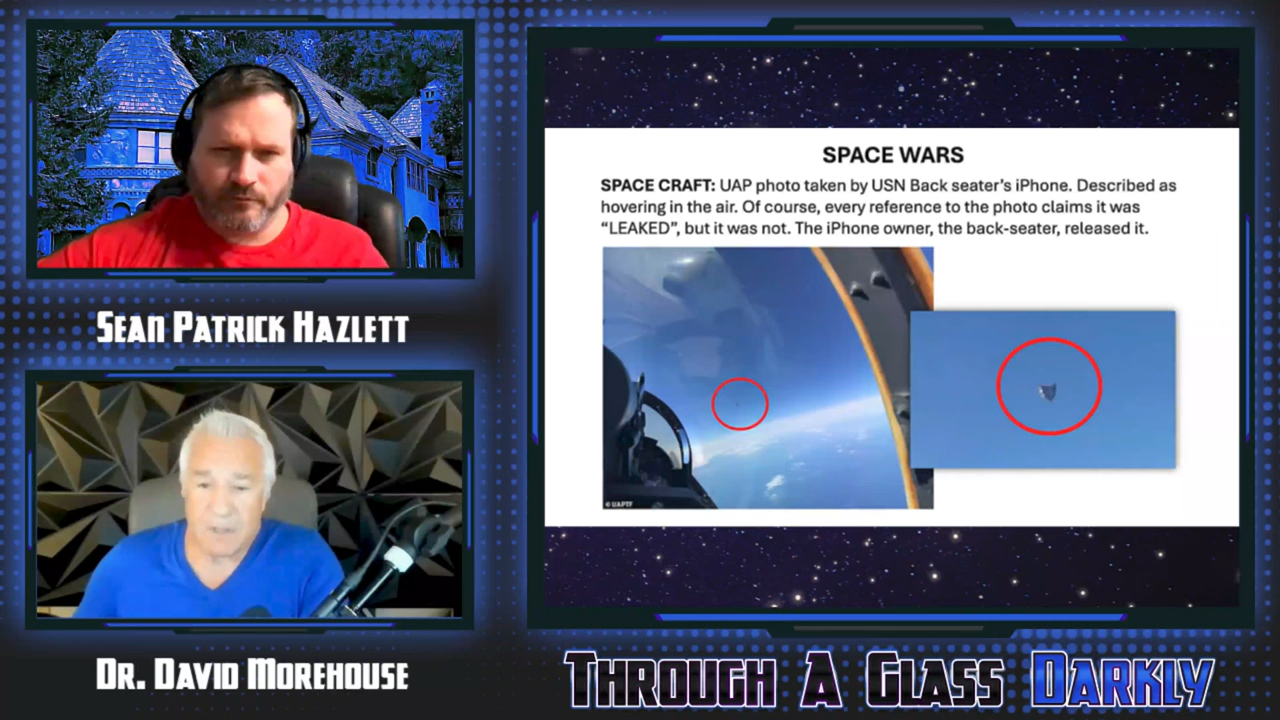 SPACE WARS
SPACE CRAFT: UAP photo taken by USN Back seater’s iPhone. Described as
hovering in the air. Of course, every reference to the photo claims it was
“LEAKED”, but it was not. The iPhone owner, the back-seater, released it.
© UAPTF
SEAN PATRICK HAZLETT
DR. DAVID MOREHOUSE
THROUGH A GLASS DARKLY